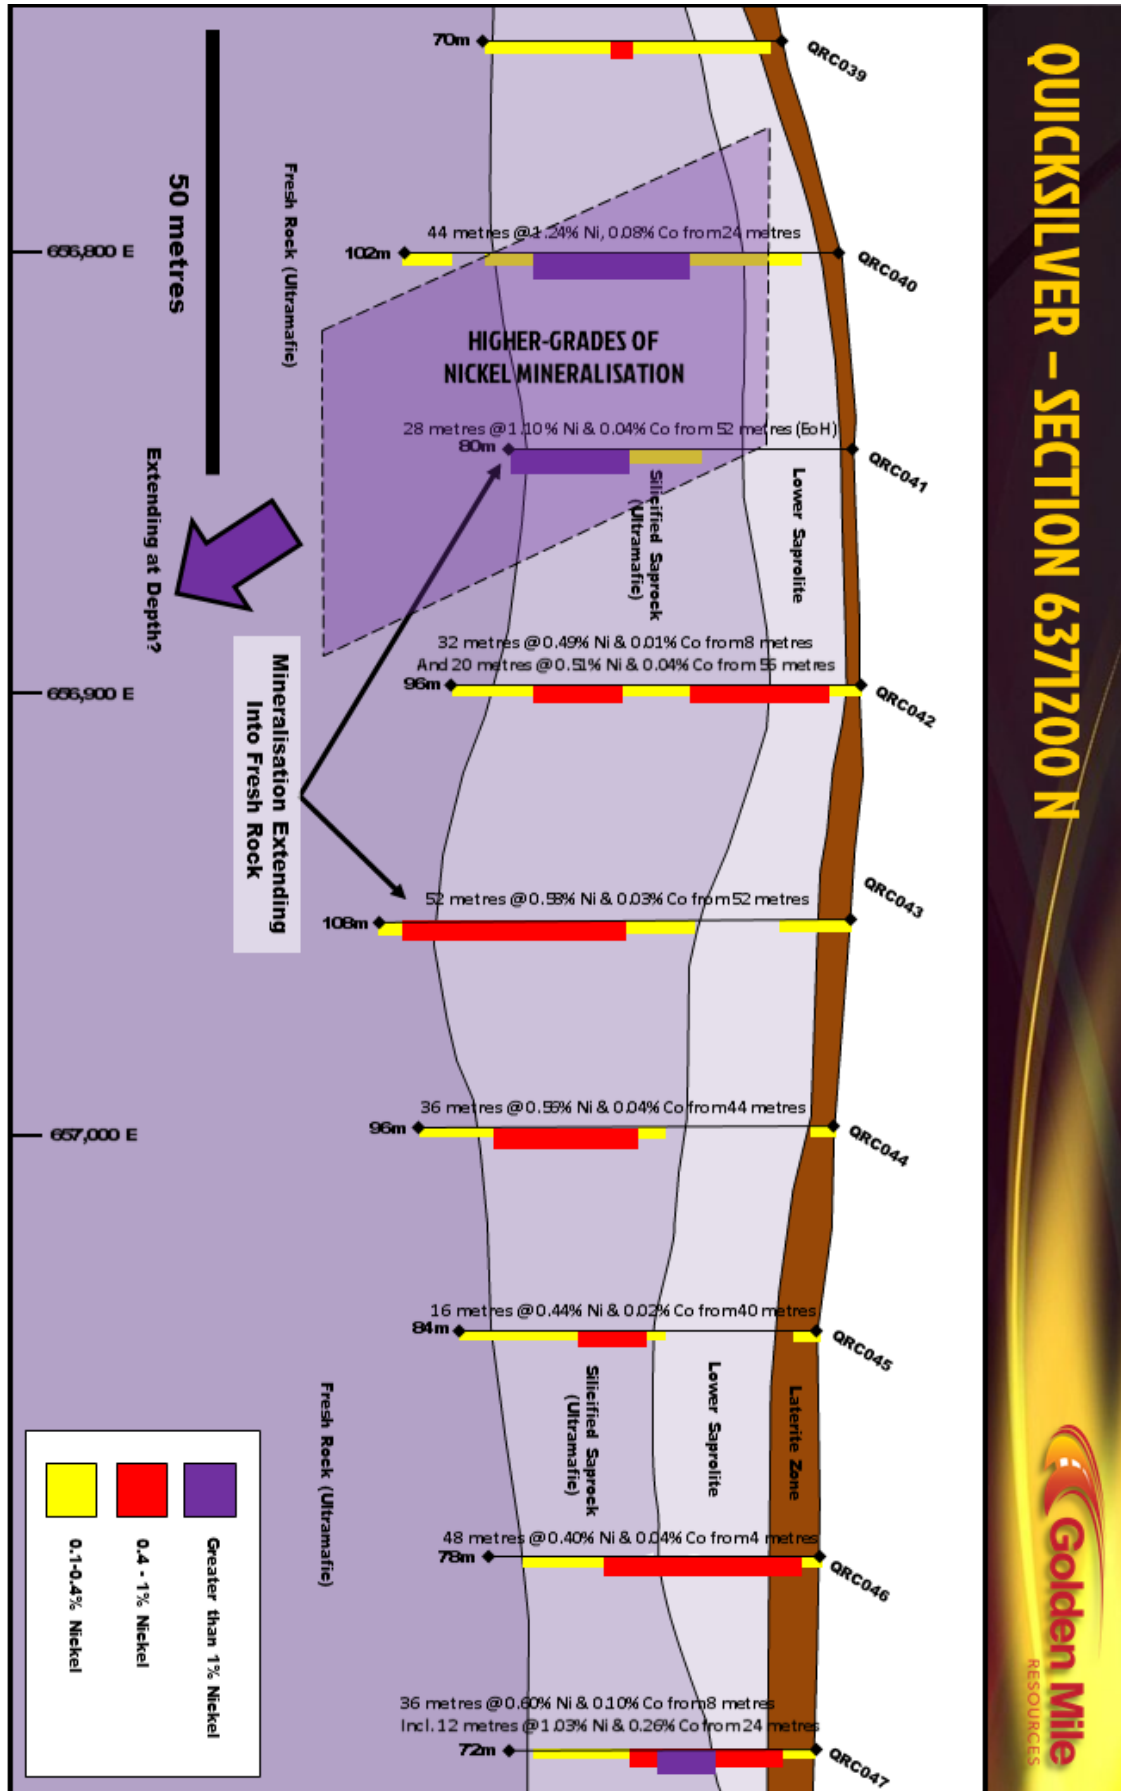 QUICKSILVER – SECTION 6371200 N
Golden Mile
RESOURCES
QRC039
70m
QRC040
44 metres @1.24% Ni, 0.08% Co from 24 metres
102m
HIGHER-GRADES OF
NICKEL MINERALISATION
QRC041
28 metres @1.10% Ni & 0.04% Co from 52 metres (EoH)
80m
Lower Saprolite
Silicified Saprock
(Ultramafic)
Fresh Rock (Ultramafic)
50 metres
656,800 E
Extending at Depth?
QRC042
32 metres @0.49% Ni & 0.01% Co from 8 metres
And 20 metres @0.51% Ni & 0.04% Co from 56 metres
96m
656,900 E
Mineralisation Extending
Into Fresh Rock
QRC043
52 metres @0.58% Ni & 0.03% Co from 52 metres
108m
QRC044
36 metres @0.56% Ni & 0.04% Co from 44 metres
96m
657,000 E
QRC045
16 metres @0.44% Ni & 0.02% Co from 40 metres
84m
Laterite Zone
Lower Saprolite
Silicified Saprock
(Ultramafic)
Fresh Rock (Ultramafic)
QRC046
48 metres @0.40% Ni & 0.04% Co from 4 metres
78m
QRC047
36 metres @0.60% Ni & 0.10% Co from 8 metres
Incl. 12 metres @1.03% Ni & 0.26% Co from 24 metres
72m
Greater than 1% Nickel
0.4 - 1% Nickel
0.1-0.4% Nickel